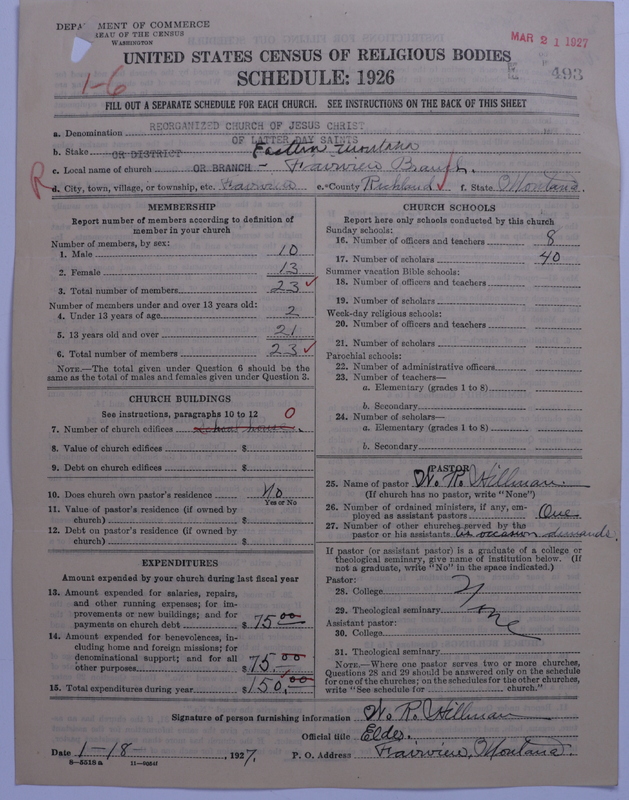 DEPA MENT OF COMMERCE
EAU OF THE CENSUS
WASHINGTON
MAR 21 1927
UNITED STATES CENSUS OF RELIGIOUS BODIES
E 493
1-6
SCHEDULE: 1926
FILL OUT A SEPARATE SCHEDULE FOR EACH CHURCH. SEE INSTRUCTIONS ON THE BACK OF THIS SHEET
a. Denomination REORGANIZED CHURCH OF JESUS CHRIST
OF LATTER DAY SAINTS
b. Stake OR DISTRICT Eastern Montana
c. Local name of church OR BRANCH - Fairview Branch.
R
d. City, town, village, or township, etc. Fairview e. County Richland f. State Montana.
MEMBERSHIP
Report number of members according to definition of
member in your church
Number of members, by sex:
1. Male 10
2. Female 13
3. Total number of members 23
Number of members under and over 13 years old:
4. Under 13 years of age 2
5. 13 years old and over 21
6. Total number of members 23
NOTE.—The total given under Question 6 should be the
same as the total of males and females given under Question 3.
CHURCH BUILDINGS
See instructions, paragraphs 10 to 12 0
7. Number of church edifices school house.
8. Value of church edifices $
9. Debt on church edifices $
10. Does church own pastor's residence No
Yes or No
11. Value of pastor's residence (if owned by
church) $
12. Debt on pastor's residence (if owned by
church) $
EXPENDITURES
Amount expended by your church during last fiscal year
13. Amount expended for salaries, repairs,
and other running expenses; for im-
provements or new buildings; and for
payments on church debt $ 75.00
14. Amount expended for benevolences, in-
cluding home and foreign missions; for
denominational support; and for all
other purposes $ 75.00
15. Total expenditures during year $ 150.00
CHURCH SCHOOLS
Report here only schools conducted by this church
Sunday schools:
16. Number of officers and teachers 8
17. Number of scholars 40
Summer vacation Bible schools:
18. Number of officers and teachers
19. Number of scholars
Week-day religious schools:
20. Number of officers and teachers
21. Number of scholars
Parochial schools:
22. Number of administrative officers
23. Number of teachers—
a. Elementary (grades 1 to 8)
b. Secondary
24. Number of scholars—
a. Elementary (grades 1 to 8)
b. Secondary
PASTOR
25. Name of pastor W. R. Hillman.
(If church has no pastor, write "None")
26. Number of ordained ministers, if any, em-
ployed as assistant pastors One
27. Number of other churches served by the
pastor or his assistants as occasion demands.
If pastor (or assistant pastor) is a graduate of a college or
theological seminary, give name of institution below. (If
not a graduate, write "No" in the space indicated.)
Pastor:
28. College
29. Theological seminary None
Assistant pastor:
30. College
31. Theological seminary
NOTE.—Where one pastor serves two or more churches,
Questions 28 and 29 should be answered only on the schedule
for one of the churches; on the schedules for the other churches,
write "See schedule for church."
Signature of person furnishing information W. R. Hillman
Official title Elder.
Date 1-18- 1927. P. O. Address Fairview, Montana.
8-5518 a